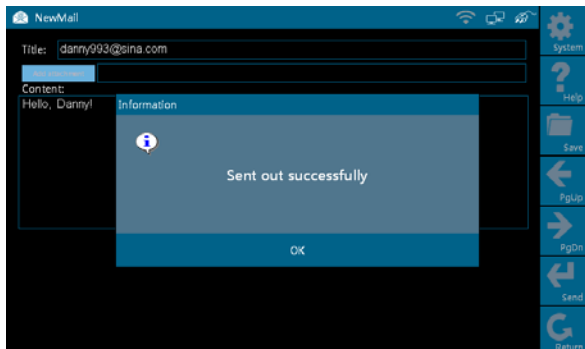 NewMail
System
Title: danny993@sina.com
Content:
Help
Hello, Danny!
Information
Save
Sent out successfully
PgUp
OK
PgDn
Send
Return